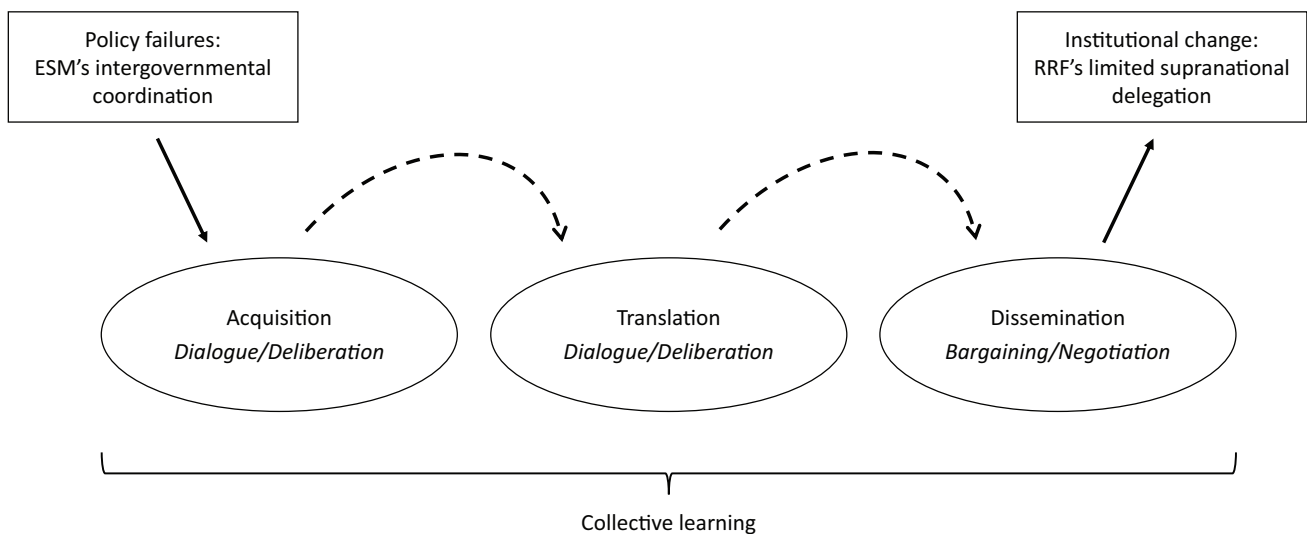 Policy failures:
ESM's intergovernmental
coordination
Institutional change:
RRF's limited supranational
delegation
Acquisition
Dialogue/Deliberation
Translation
Dialogue/Deliberation
Dissemination
Bargaining/Negotiation
Collective learning